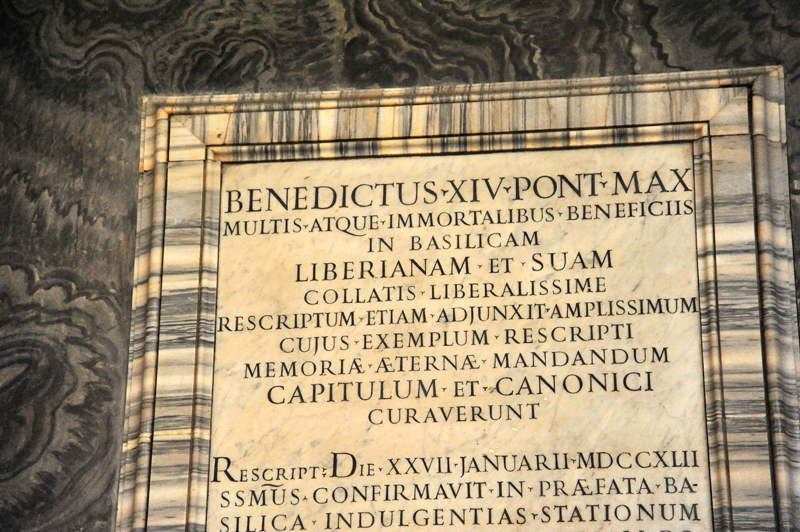 BENEDICTUS·XIV·PONT·MAX
MULTIS·ATQUE·IMMORTALIBUS·BENEFICIIS
IN BASILICAM
LIBERIANAM·ET·SUAM
COLLATIS·LIBERALISSIME
RESCRIPTUM·ETIAM·ADJUNXIT·AMPLISSIMUM
CUJUS·EXEMPLUM·RESCRIPTI
MEMORIÆ·ÆTERNÆ·MANDANDUM
CAPITULUM·ET·CANONICI
CURAVERUNT
RESCRIPT: DIE·XXVII·JANUARII·MDCCXLII
SSMŪS·CONFIRMAVIT·IN·PRÆFATA·BA-
SILICA·INDULGENTIAS·STATIONUM